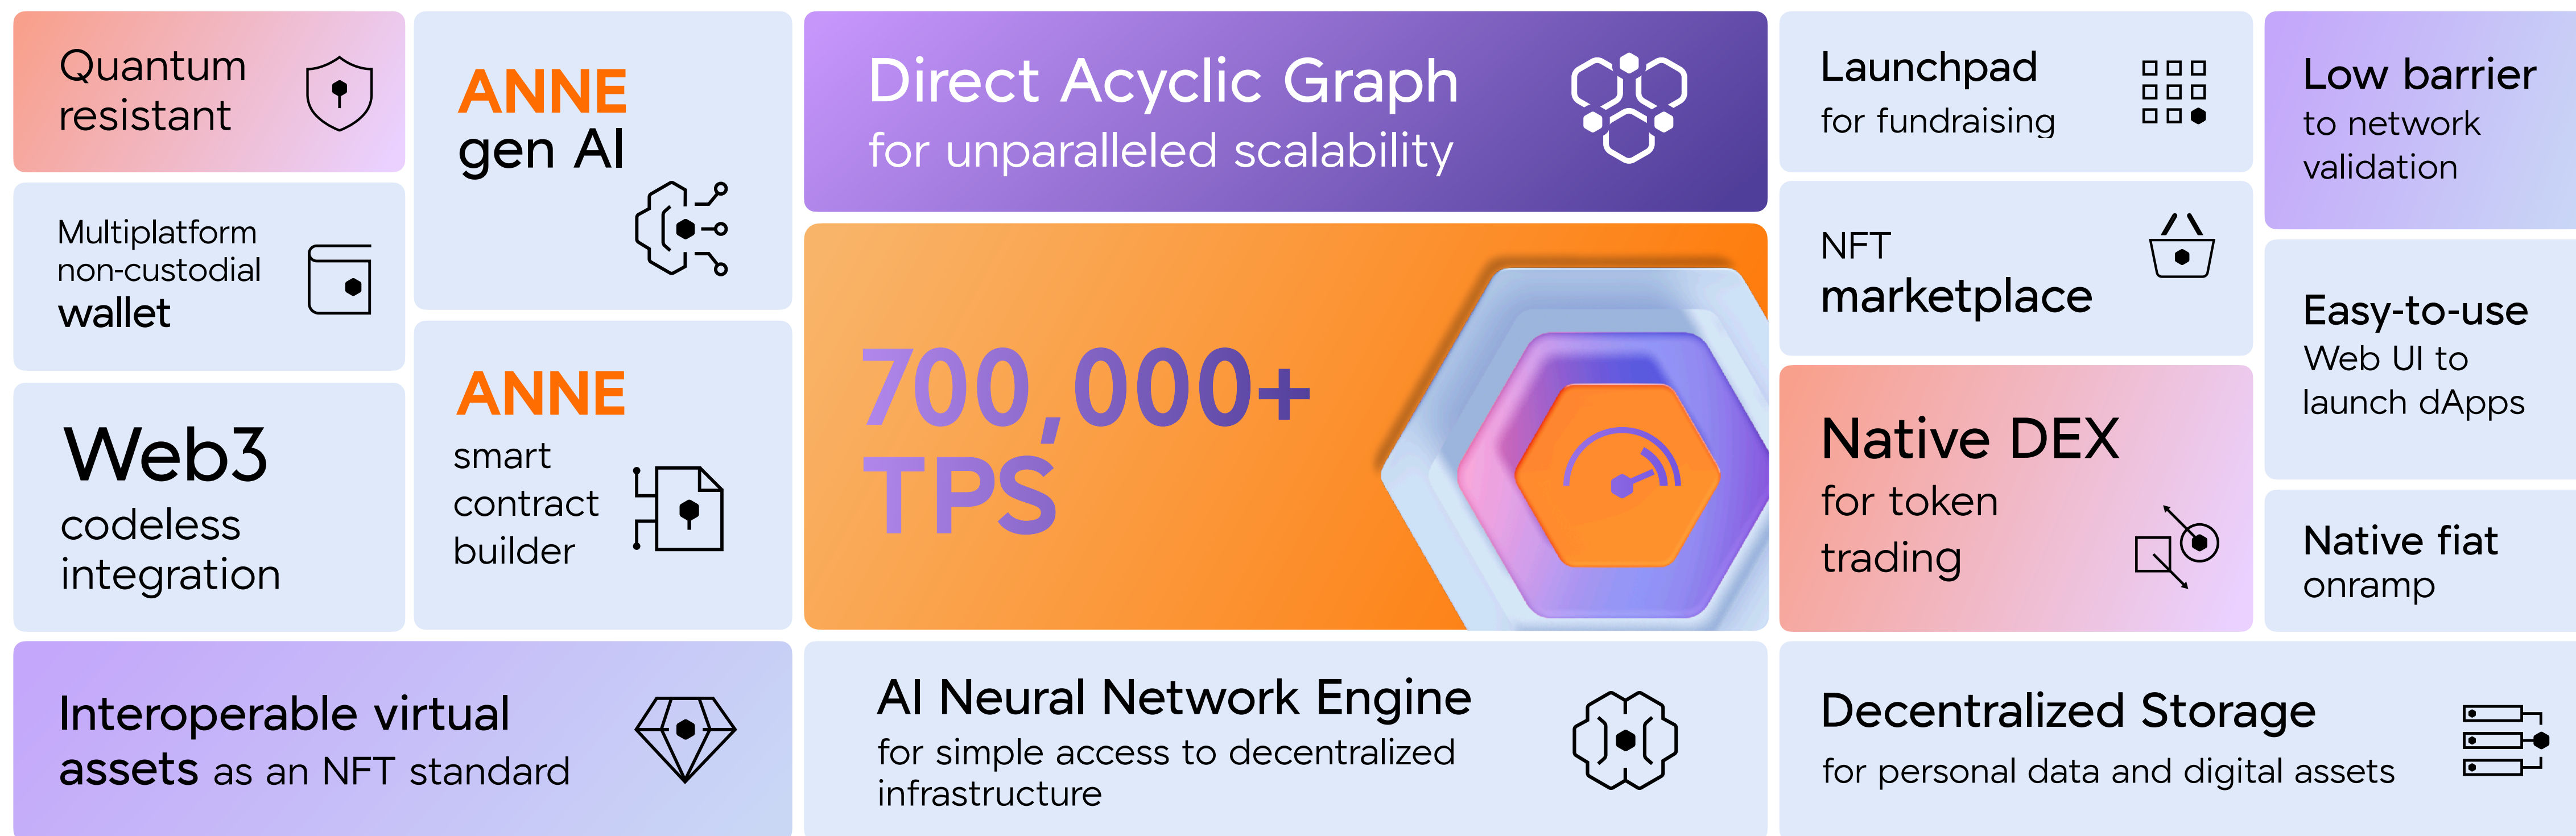 Quantum
resistant
Multiplatform
non-custodial
wallet
Web3
codeless
integration
ANNE
gen AI
ANNE
smart
contract
builder
Interoperable virtual
assets as an NFT standard
Direct Acyclic Graph
for unparalleled scalability
700,000+
TPS
AI Neural Network Engine
for simple access to decentralized
infrastructure
Launchpad
for fundraising
NFT
marketplace
Native DEX
for token
trading
Low barrier
to network
validation
Easy-to-use
Web UI to
launch dApps
Native fiat
onramp
Decentralized Storage
for personal data and digital assets